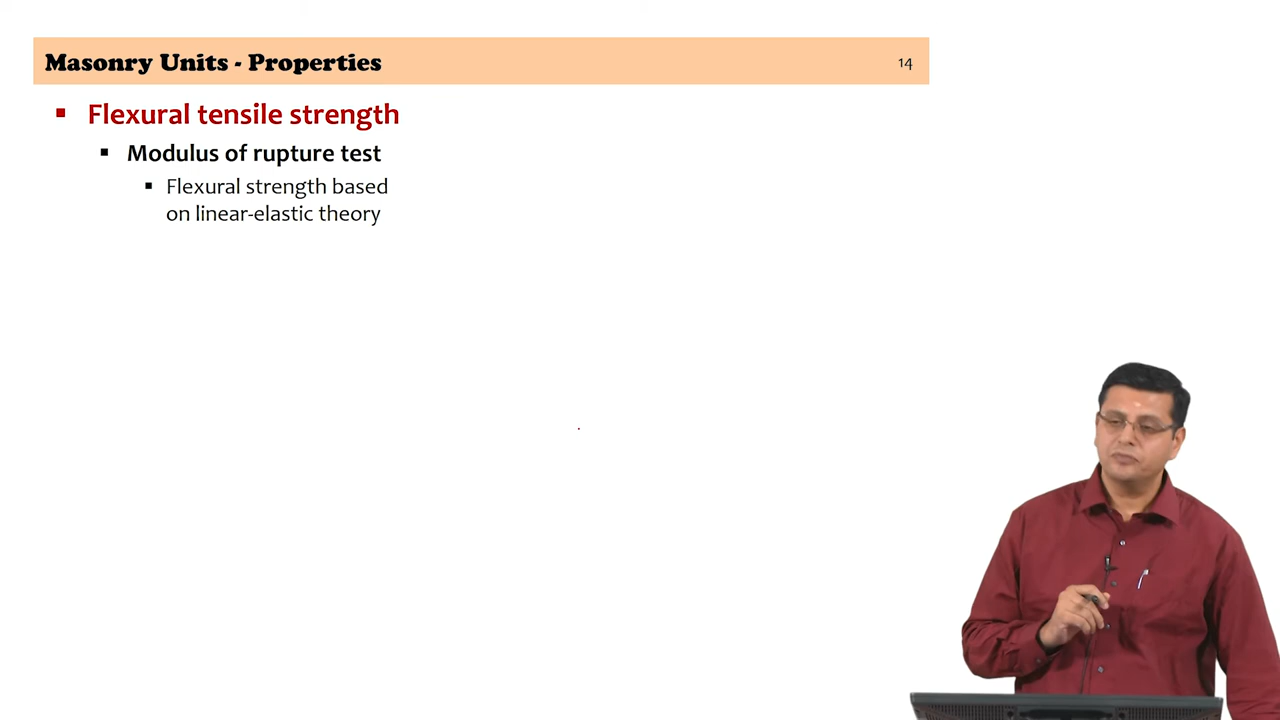 Masonry Units - Properties
14
▪ Flexural tensile strength
▪ Modulus of rupture test
▪ Flexural strength based
on linear-elastic theory